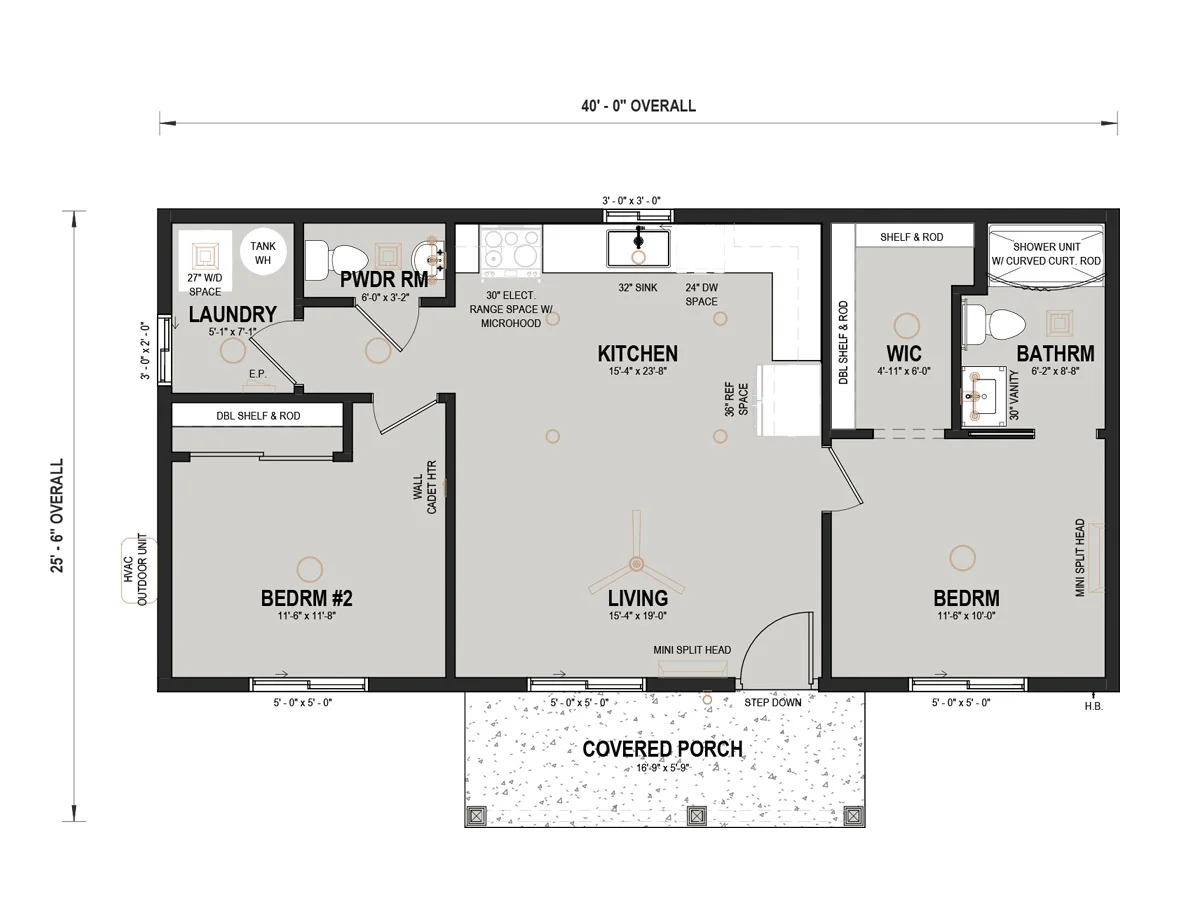 40' - 0" OVERALL
3' - 0" x 3' - 0"
TANK
WH
27" W/D
SPACE
LAUNDRY
5'-1" x 7'-1"
E.P.
PWDR RM
6'-0" x 3'-2"
30" ELECT.
RANGE SPACE W/
MICROHOOD
32" SINK
24" DW
SPACE
KITCHEN
15'-4" x 23'-8"
36" REF
SPACE
SHELF & ROD
DBL SHELF & ROD
WIC
4'-11" x 6'-0"
SHOWER UNIT
W/ CURVED CURT. ROD
BATHRM
6'-2" x 8'-8"
30" VANITY
3' - 0" x 2' - 0"
DBL SHELF & ROD
WALL
CADET HTR
25' - 6" OVERALL
HVAC
OUTDOOR UNIT
BEDRM #2
11'-6" x 11'-8"
LIVING
15'-4" x 19'-0"
MINI SPLIT HEAD
BEDRM
11'-6" x 10'-0"
MINI SPLIT HEAD
5' - 0" x 5' - 0"
5' - 0" x 5' - 0"
STEP DOWN
5' - 0" x 5' - 0"
H.B.
COVERED PORCH
16'-9" x 5'-9"